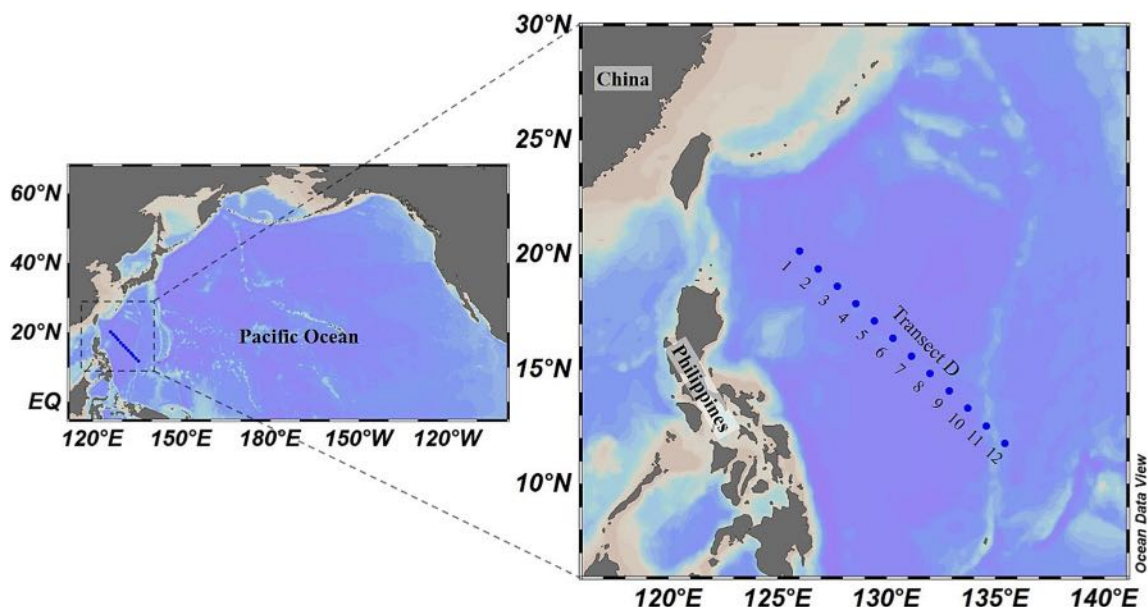 60°N
40°N
20°N
EQ
120°E
150°E
180°E
150°W
120°W
Pacific Ocean
30°N
25°N
20°N
15°N
10°N
120°E
125°E
130°E
135°E
140°E
China
Philippines
Transect D
1
2
3
4
5
6
7
8
9
10
11
12
Ocean Data View